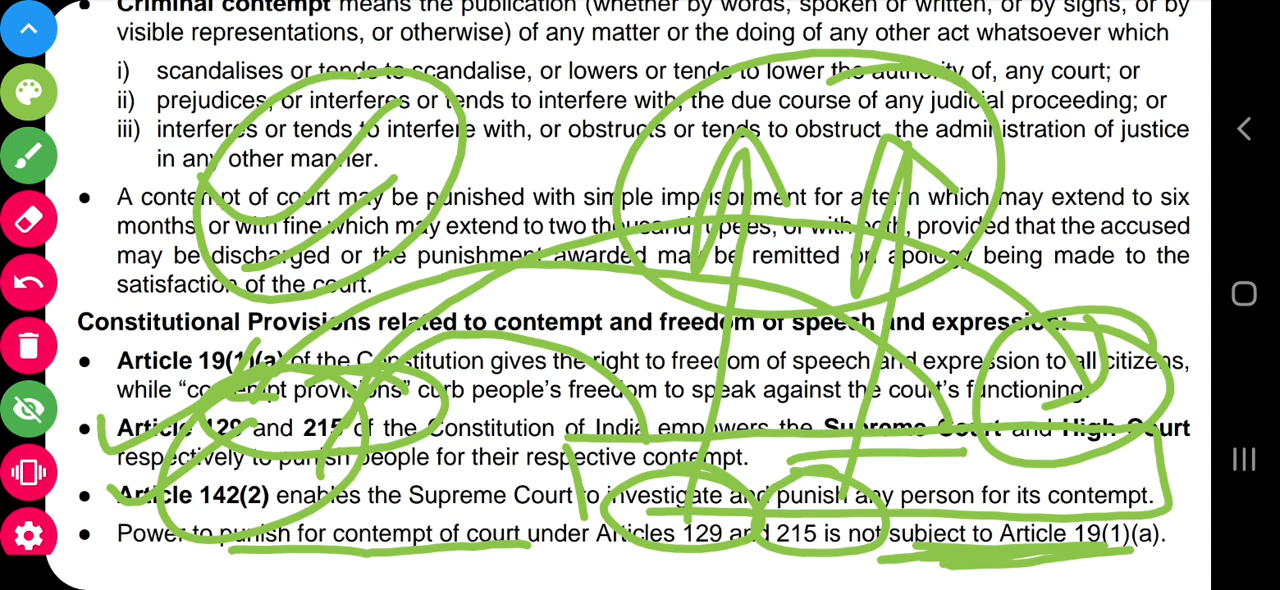 • Criminal contempt means the publication (whether by words, spoken or written, or by signs, or by
visible representations, or otherwise) of any matter or the doing of any other act whatsoever which
i) scandalises or tends to scandalise, or lowers or tends to lower the authority of, any court; or
ii) prejudices, or interferes or tends to interfere with, the due course of any judicial proceeding; or
iii) interferes or tends to interfere with, or obstructs or tends to obstruct, the administration of justice
in any other manner.
• A contempt of court may be punished with simple imprisonment for a term which may extend to six
months, or with fine which may extend to two thousand rupees, or with both, provided that the accused
may be discharged or the punishment awarded may be remitted on apology being made to the
satisfaction of the court.
Constitutional Provisions related to contempt and freedom of speech and expression:
• Article 19(1)(a) of the Constitution gives the right to freedom of speech and expression to all citizens,
while “contempt provisions” curb people’s freedom to speak against the court’s functioning.
• Article 129 and 215 of the Constitution of India empowers the Supreme Court and High Court
respectively to punish people for their respective contempt.
• Article 142(2) enables the Supreme Court to investigate and punish any person for its contempt.
• Power to punish for contempt of court under Articles 129 and 215 is not subject to Article 19(1)(a).